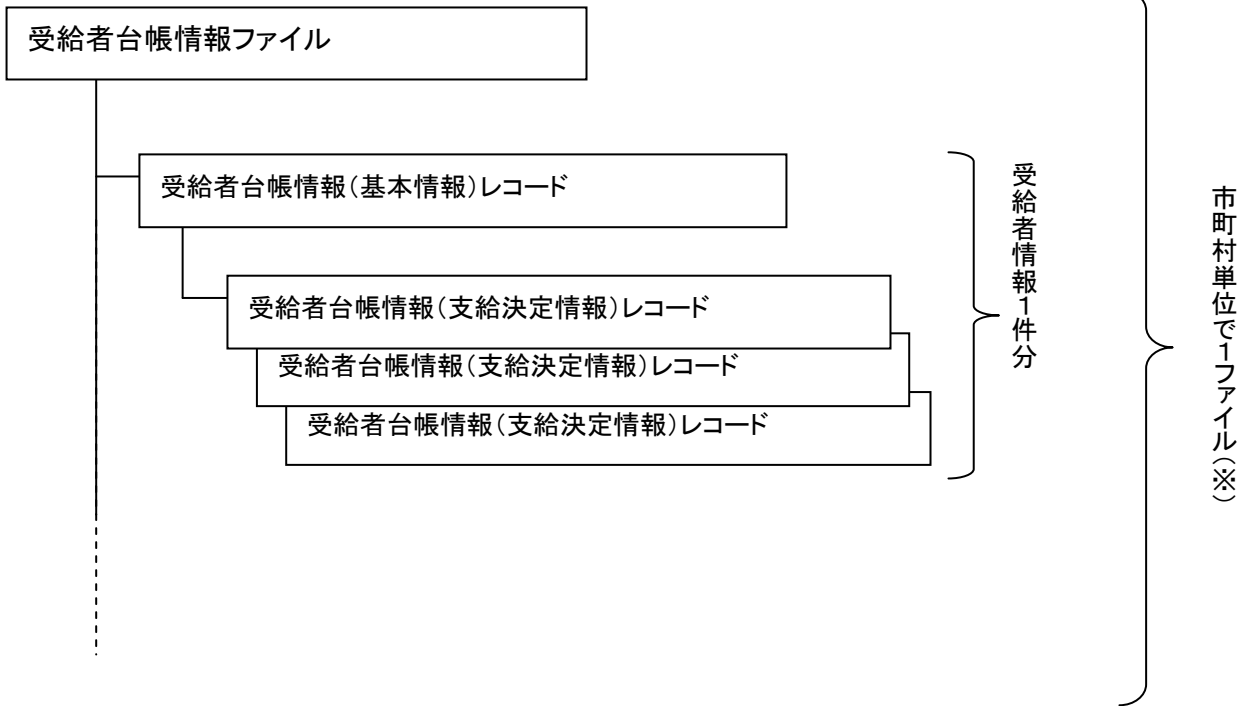 受給者台帳情報ファイル
受給者台帳情報(基本情報)レコード
受給者台帳情報(支給決定情報)レコード
受給者台帳情報(支給決定情報)レコード
受給者台帳情報(支給決定情報)レコード
受給者情報1件分
市町村単位で1ファイル(※)